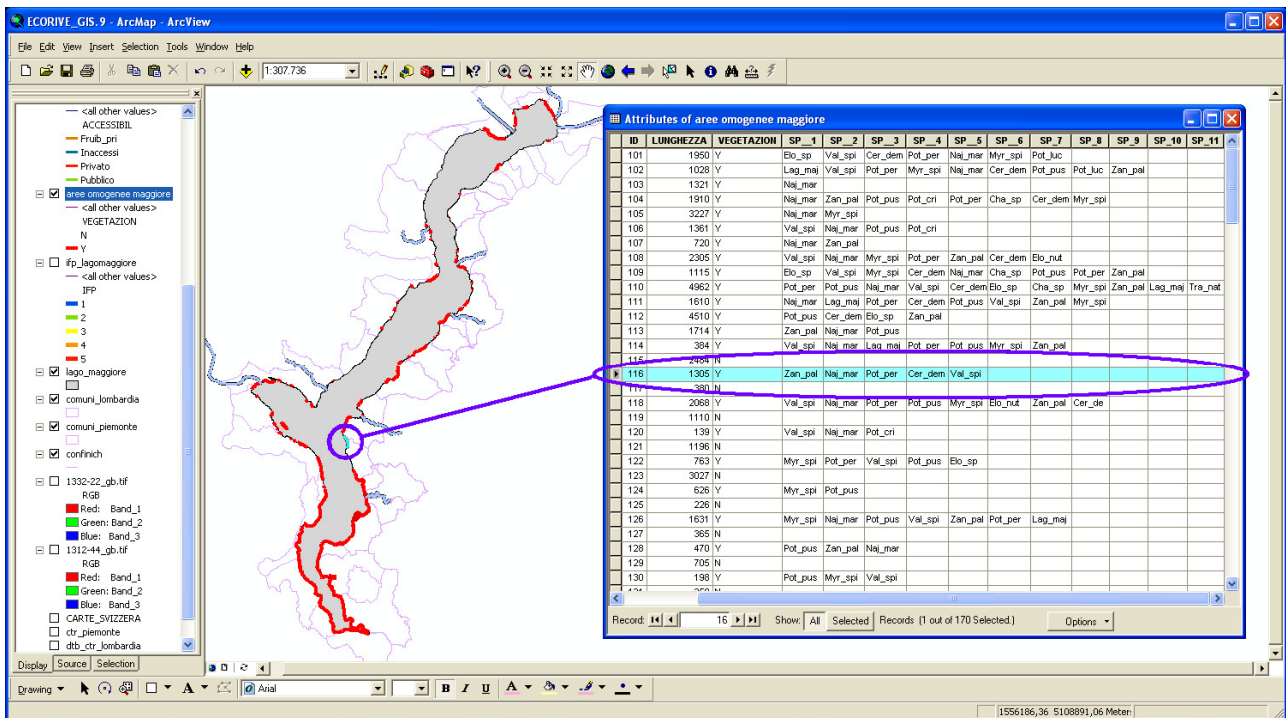 ECORIVE_GIS.9 - ArcMap - ArcView
File Edit View Insert Selection Tools Window Help
1:307.736
<all other values>
ACCESSIBIL
Fruib_pri
Inaccessi
Privato
Pubblico
aree omogenee maggiore
<all other values>
VEGETAZION
N
Y
ifp_lagomaggiore
<all other values>
IFP
1
2
3
4
5
lago_maggiore
comuni_lombardia
comuni_piemonte
confinich
1332-22_gb.tif
RGB
Red: Band_1
Green: Band_2
Blue: Band_3
1312-44_gb.tif
RGB
Red: Band_1
Green: Band_2
Blue: Band_3
CARTE_SVIZZERA
ctr_piemonte
dtb_ctr_lombardia
Display Source Selection
Attributes of aree omogenee maggiore
ID LUNGHEZZA VEGETAZION SP__1 SP__2 SP__3 SP__4 SP__5 SP__6 SP_7 SP_8 SP_9 SP_10 SP_11
101 1950 Y Elo_sp Val_spi Cer_dem Pot_per Naj_mar Myr_spi Pot_luc
102 1028 Y Lag_maj Val_spi Pot_per Myr_spi Naj_mar Cer_dem Pot_pus Pot_luc Zan_pal
103 1321 Y Naj_mar
104 1910 Y Naj_mar Zan_pal Pot_pus Pot_cri Pot_per Cha_sp Cer_dem Myr_spi
105 3227 Y Naj_mar Myr_spi
106 1361 Y Val_spi Naj_mar Pot_pus Pot_cri
107 720 Y Naj_mar Zan_pal
108 2305 Y Val_spi Naj_mar Myr_spi Pot_per Zan_pal Cer_dem Elo_nut
109 1115 Y Elo_sp Val_spi Myr_spi Cer_dem Naj_mar Cha_sp Pot_pus Pot_per Zan_pal
110 4962 Y Pot_per Pot_pus Naj_mar Val_spi Cer_dem Elo_sp Cha_sp Myr_spi Zan_pal Lag_maj Tra_nat
111 1610 Y Naj_mar Lag_maj Pot_per Cer_dem Pot_pus Val_spi Zan_pal Myr_spi
112 4510 Y Pot_pus Cer_dem Elo_sp Zan_pal
113 1714 Y Zan_pal Naj_mar Pot_pus
114 384 Y Val_spi Naj_mar Lag_maj Pot_per Pot_pus Myr_spi Zan_pal
115 2484 N
116 1305 Y Zan_pal Naj_mar Pot_per Cer_dem Val_spi
117 380 N
118 2068 Y Val_spi Naj_mar Pot_per Pot_pus Myr_spi Elo_nut Zan_pal Cer_de
119 1110 N
120 139 Y Val_spi Naj_mar Pot_cri
121 1196 N
122 763 Y Myr_spi Pot_per Val_spi Pot_pus Elo_sp
123 3027 N
124 626 Y Myr_spi Pot_pus
125 226 N
126 1631 Y Myr_spi Naj_mar Pot_pus Val_spi Zan_pal Pot_per Lag_maj
127 365 N
128 470 Y Pot_pus Zan_pal Naj_mar
129 705 N
130 198 Y Pot_pus Myr_spi Val_spi
Record: 16 Show: All Selected Records (1 out of 170 Selected.) Options
Drawing A Arial B I U A
1556186,36 5108891,06 Meter: